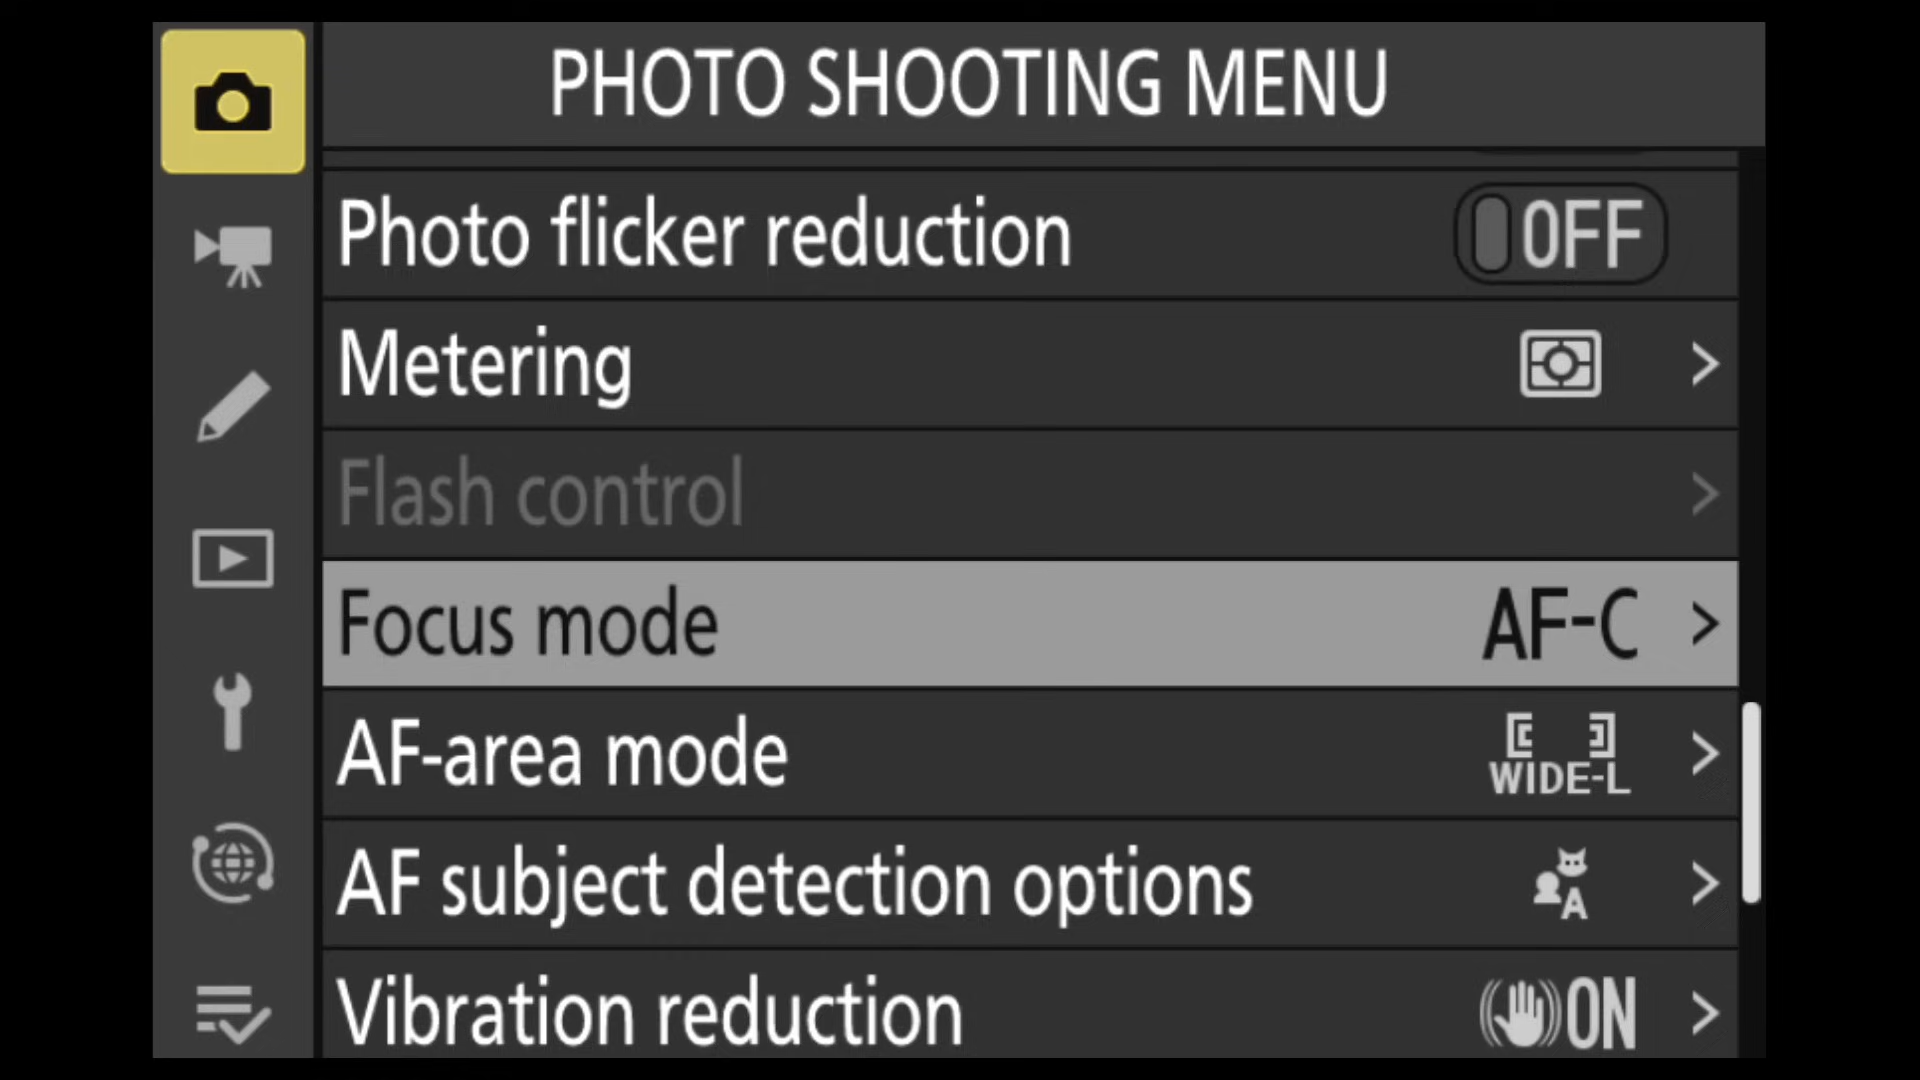 PHOTO SHOOTING MENU
Photo flicker reduction OFF
Metering
Flash control
Focus mode AF-C
AF-area mode WIDE-L
AF subject detection options A
Vibration reduction ON